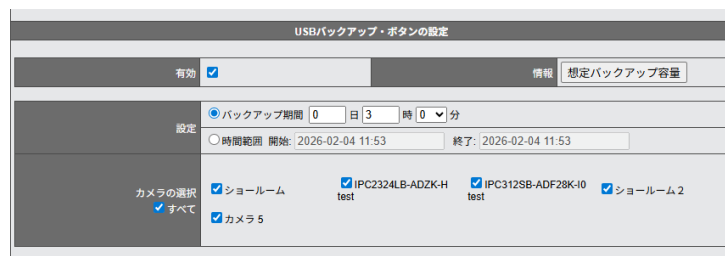 USBバックアップ・ボタンの設定
有効 情報 想定バックアップ容量
設定 バックアップ期間 0 日 3 時 0 分
時間範囲 開始: 2026-02-04 11:53 終了: 2026-02-04 11:53
カメラの選択
すべて
ショールーム IPC2324LB-ADZK-H test IPC312SB-ADF28K-I0 test ショールーム2
カメラ5